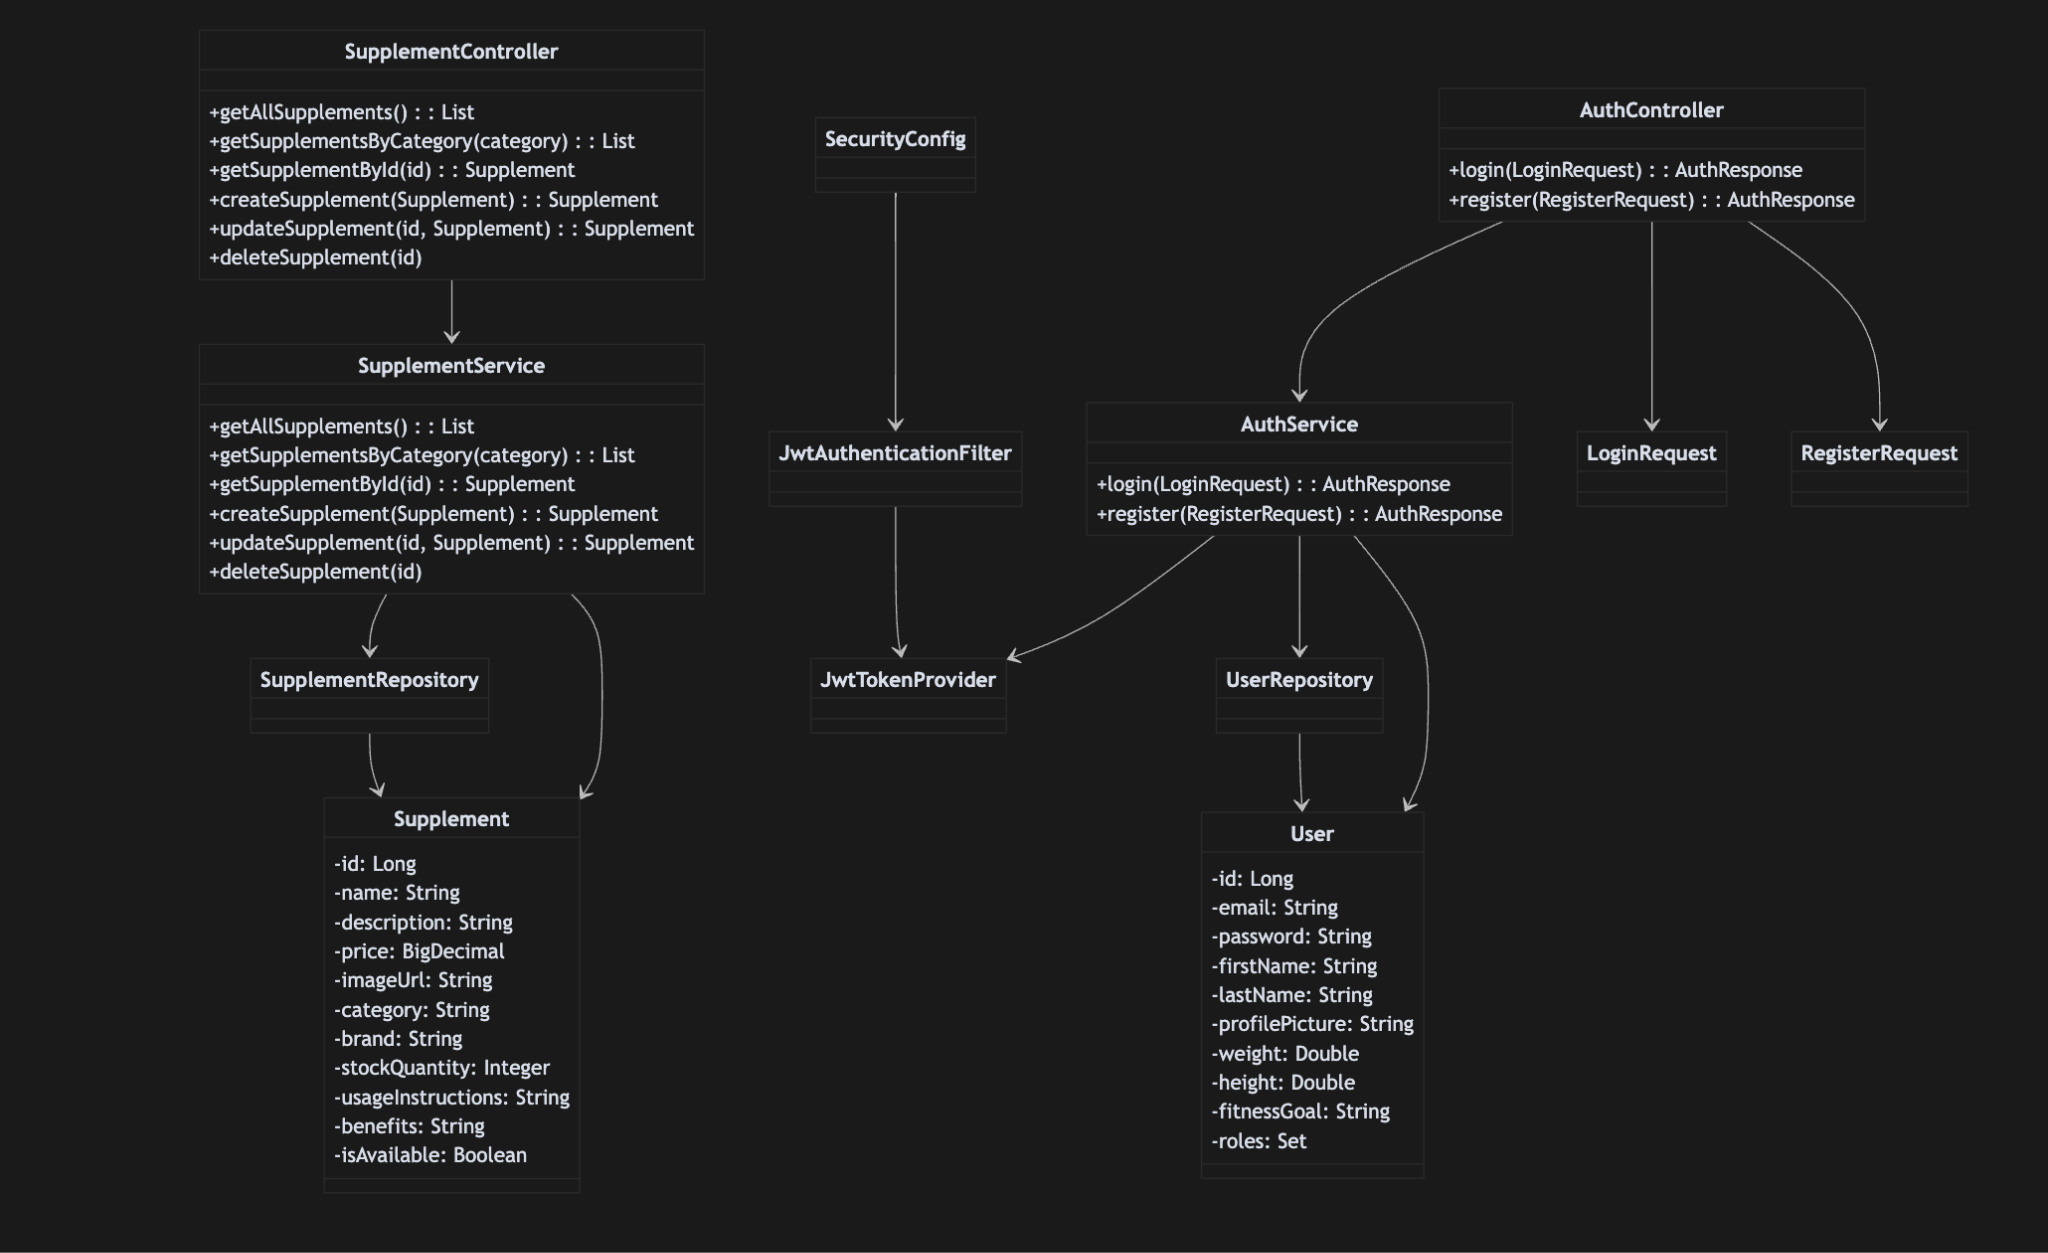 SupplementController
+getAllSupplements() : : List
+getSupplementsByCategory(category) : : List
+getSupplementById(id) : : Supplement
+createSupplement(Supplement) : : Supplement
+updateSupplement(id, Supplement) : : Supplement
+deleteSupplement(id)
SupplementService
+getAllSupplements() : : List
+getSupplementsByCategory(category) : : List
+getSupplementById(id) : : Supplement
+createSupplement(Supplement) : : Supplement
+updateSupplement(id, Supplement) : : Supplement
+deleteSupplement(id)
SupplementRepository
Supplement
-id: Long
-name: String
-description: String
-price: BigDecimal
-imageUrl: String
-category: String
-brand: String
-stockQuantity: Integer
-usageInstructions: String
-benefits: String
-isAvailable: Boolean
SecurityConfig
JwtAuthenticationFilter
JwtTokenProvider
AuthController
+login(LoginRequest) : : AuthResponse
+register(RegisterRequest) : : AuthResponse
AuthService
+login(LoginRequest) : : AuthResponse
+register(RegisterRequest) : : AuthResponse
LoginRequest
RegisterRequest
UserRepository
User
-id: Long
-email: String
-password: String
-firstName: String
-lastName: String
-profilePicture: String
-weight: Double
-height: Double
-fitnessGoal: String
-roles: Set